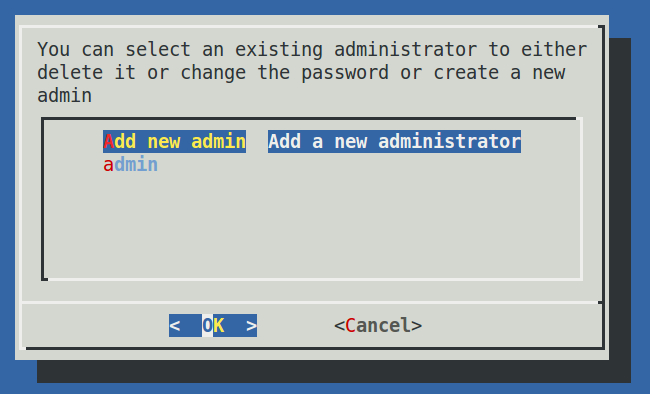 You can select an existing administrator to either
delete it or change the password or create a new
admin
Add new admin  Add a new administrator
admin
<  OK  >  <Cancel>